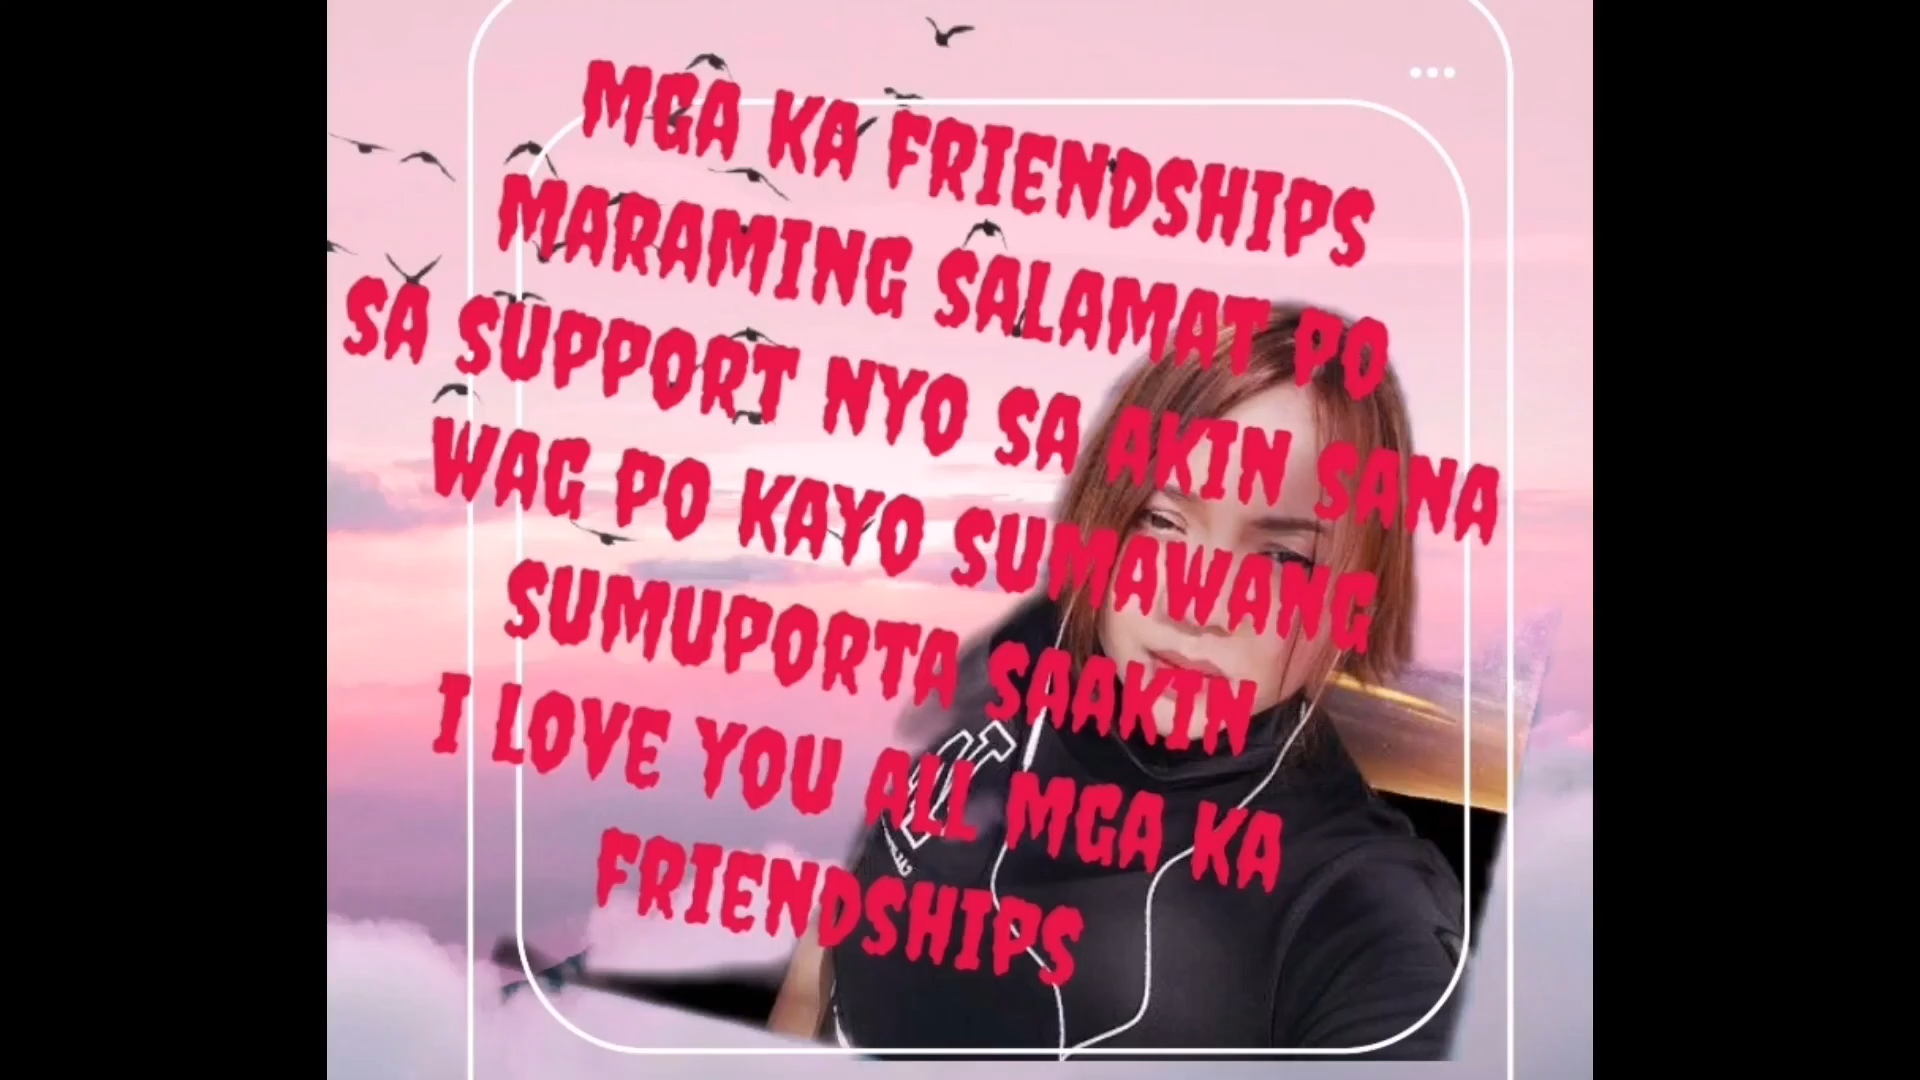 MGA KA FRIENDSHIPS
MARAMING SALAMAT PO
SA SUPPORT NYO SA AKIN SANA
WAG PO KAYO SUMAWANG
SUMUPORTA SAAKIN
I LOVE YOU ALL MGA KA
FRIENDSHIPS